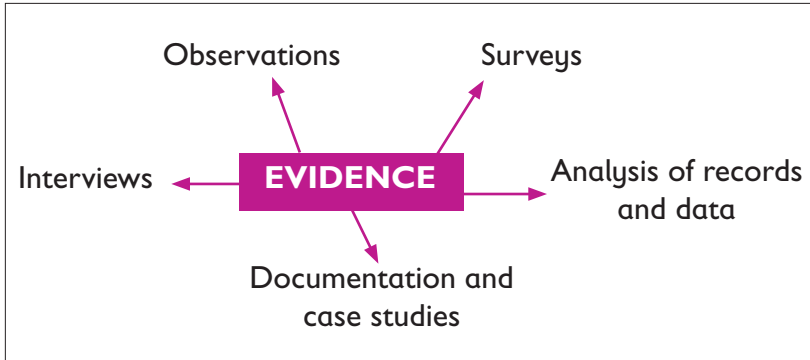 Observations
Surveys
Interviews
EVIDENCE
Analysis of records
and data
Documentation and
case studies